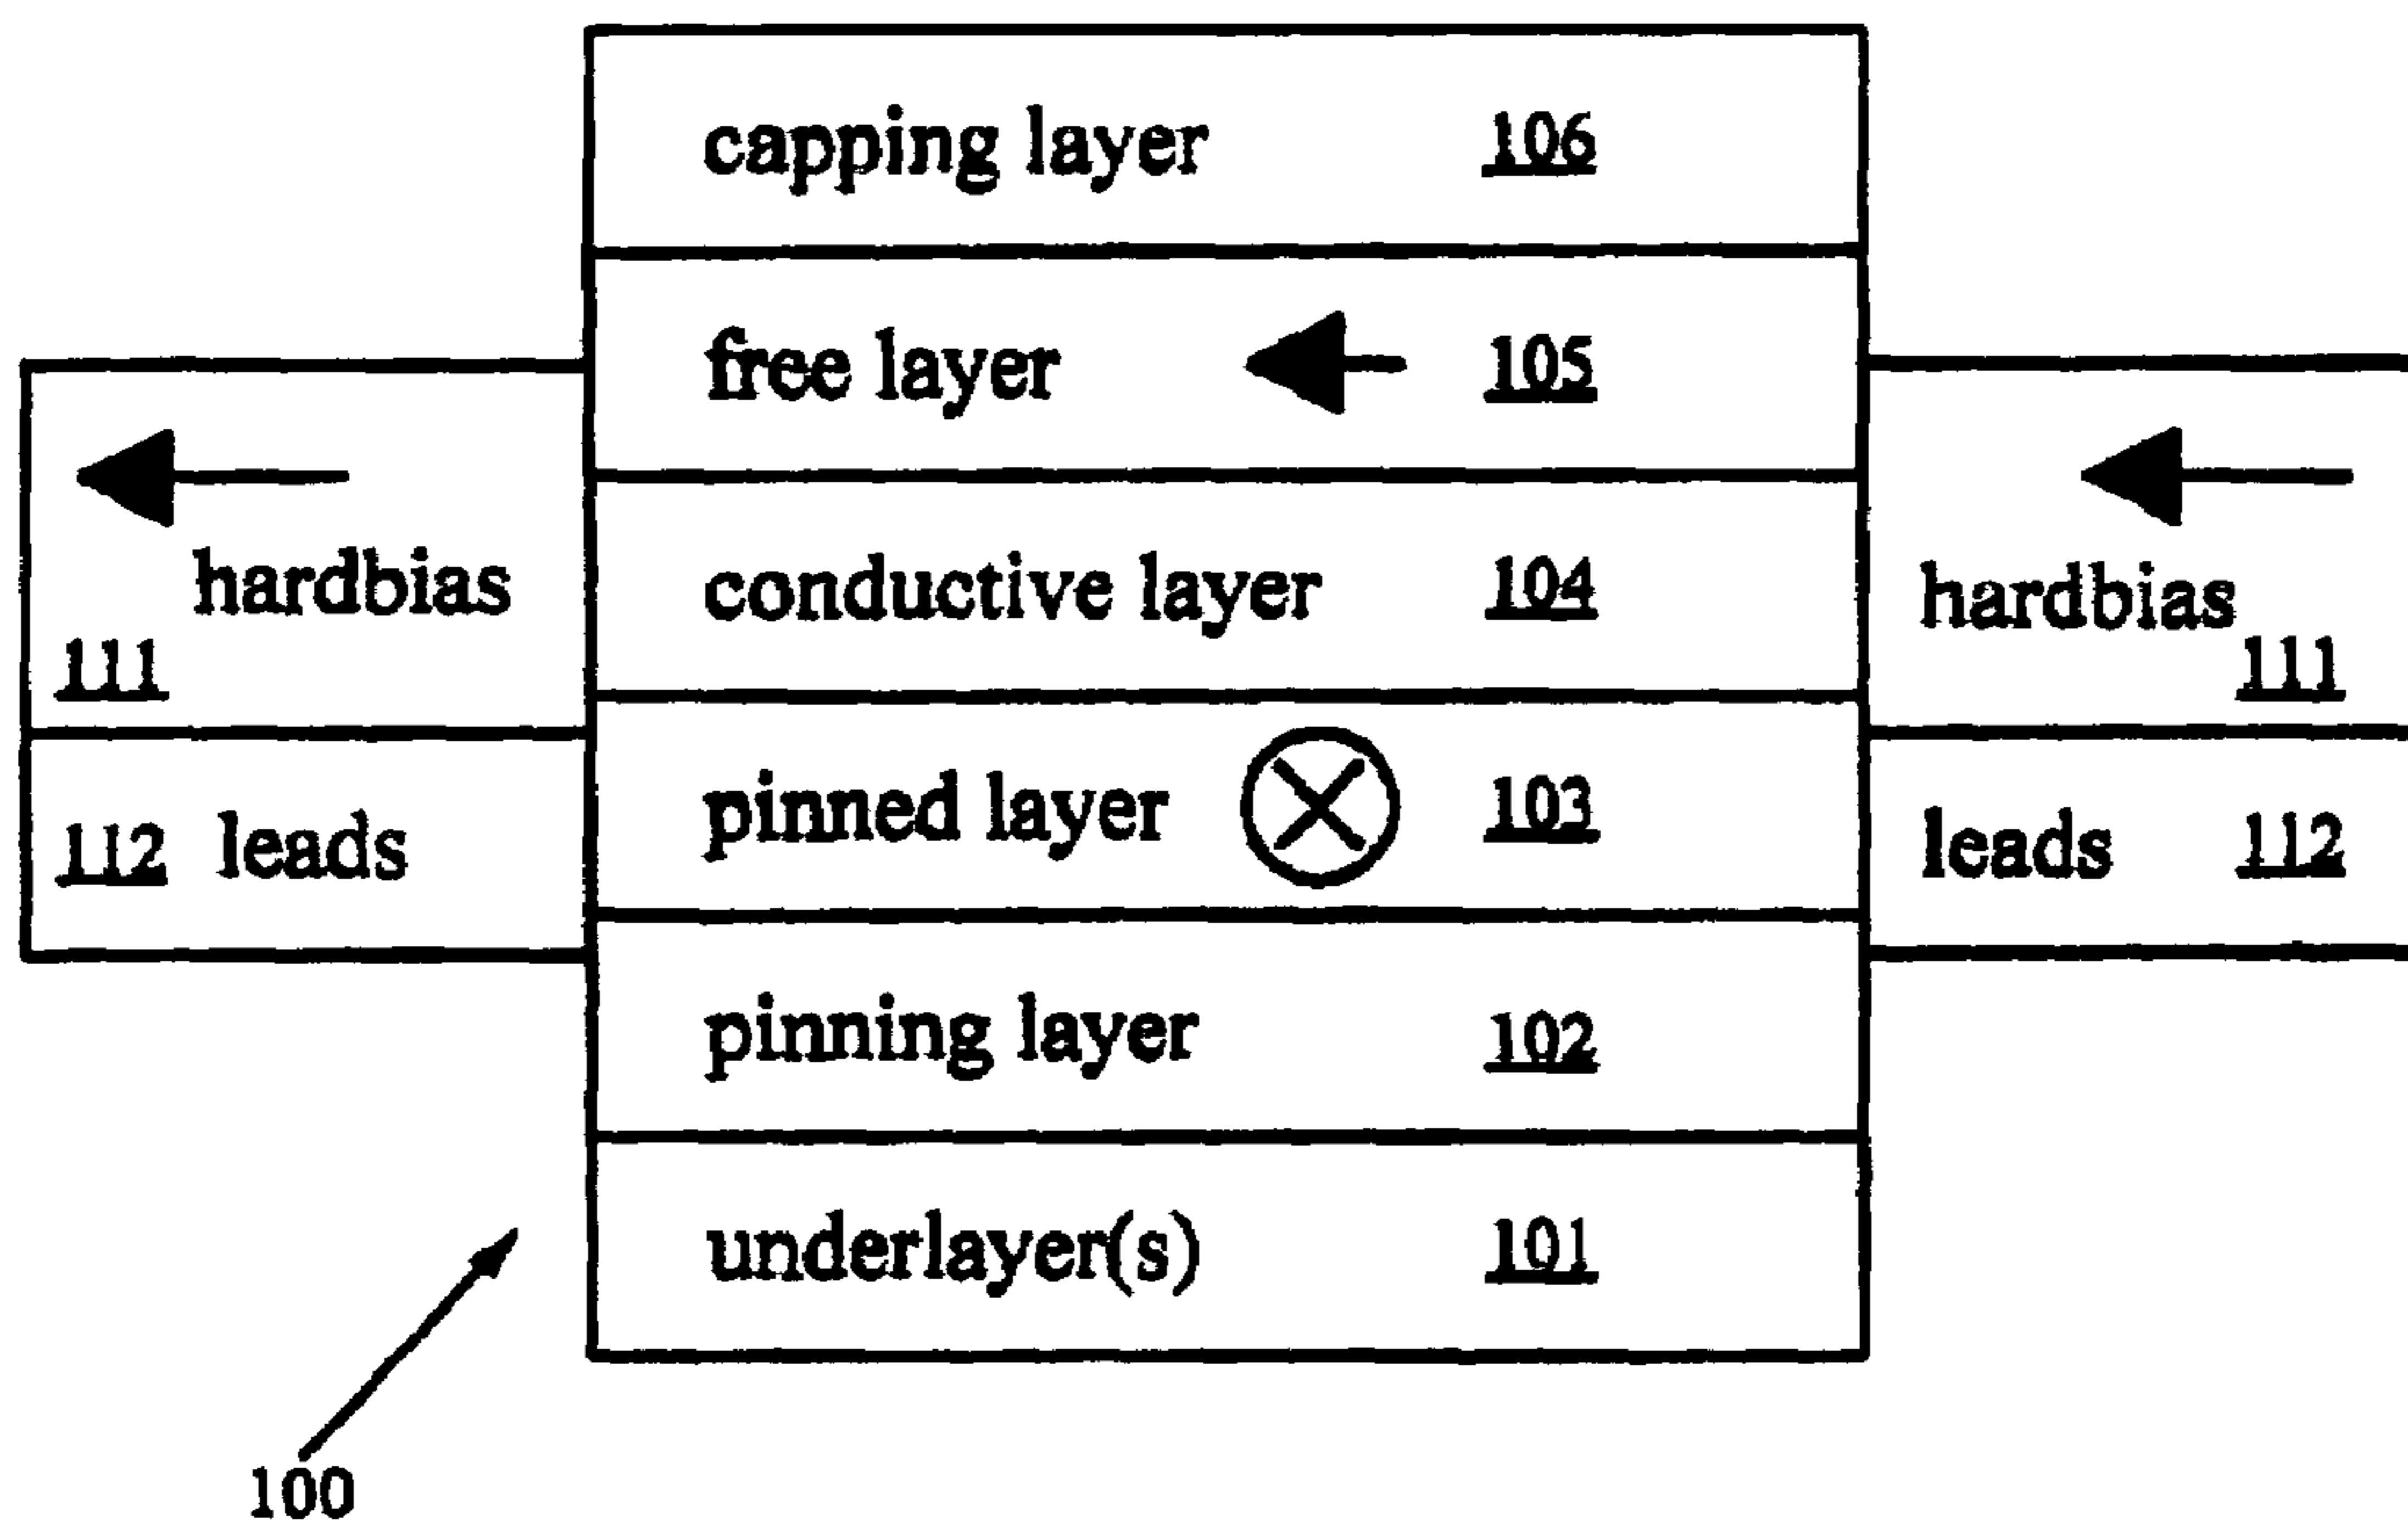 capping layer 106
free layer 105
hardbias
111
conductive layer 104
hardbias
111
112 leads
pinned layer 103
leads 112
pinning layer 102
underlayer(s) 101
100